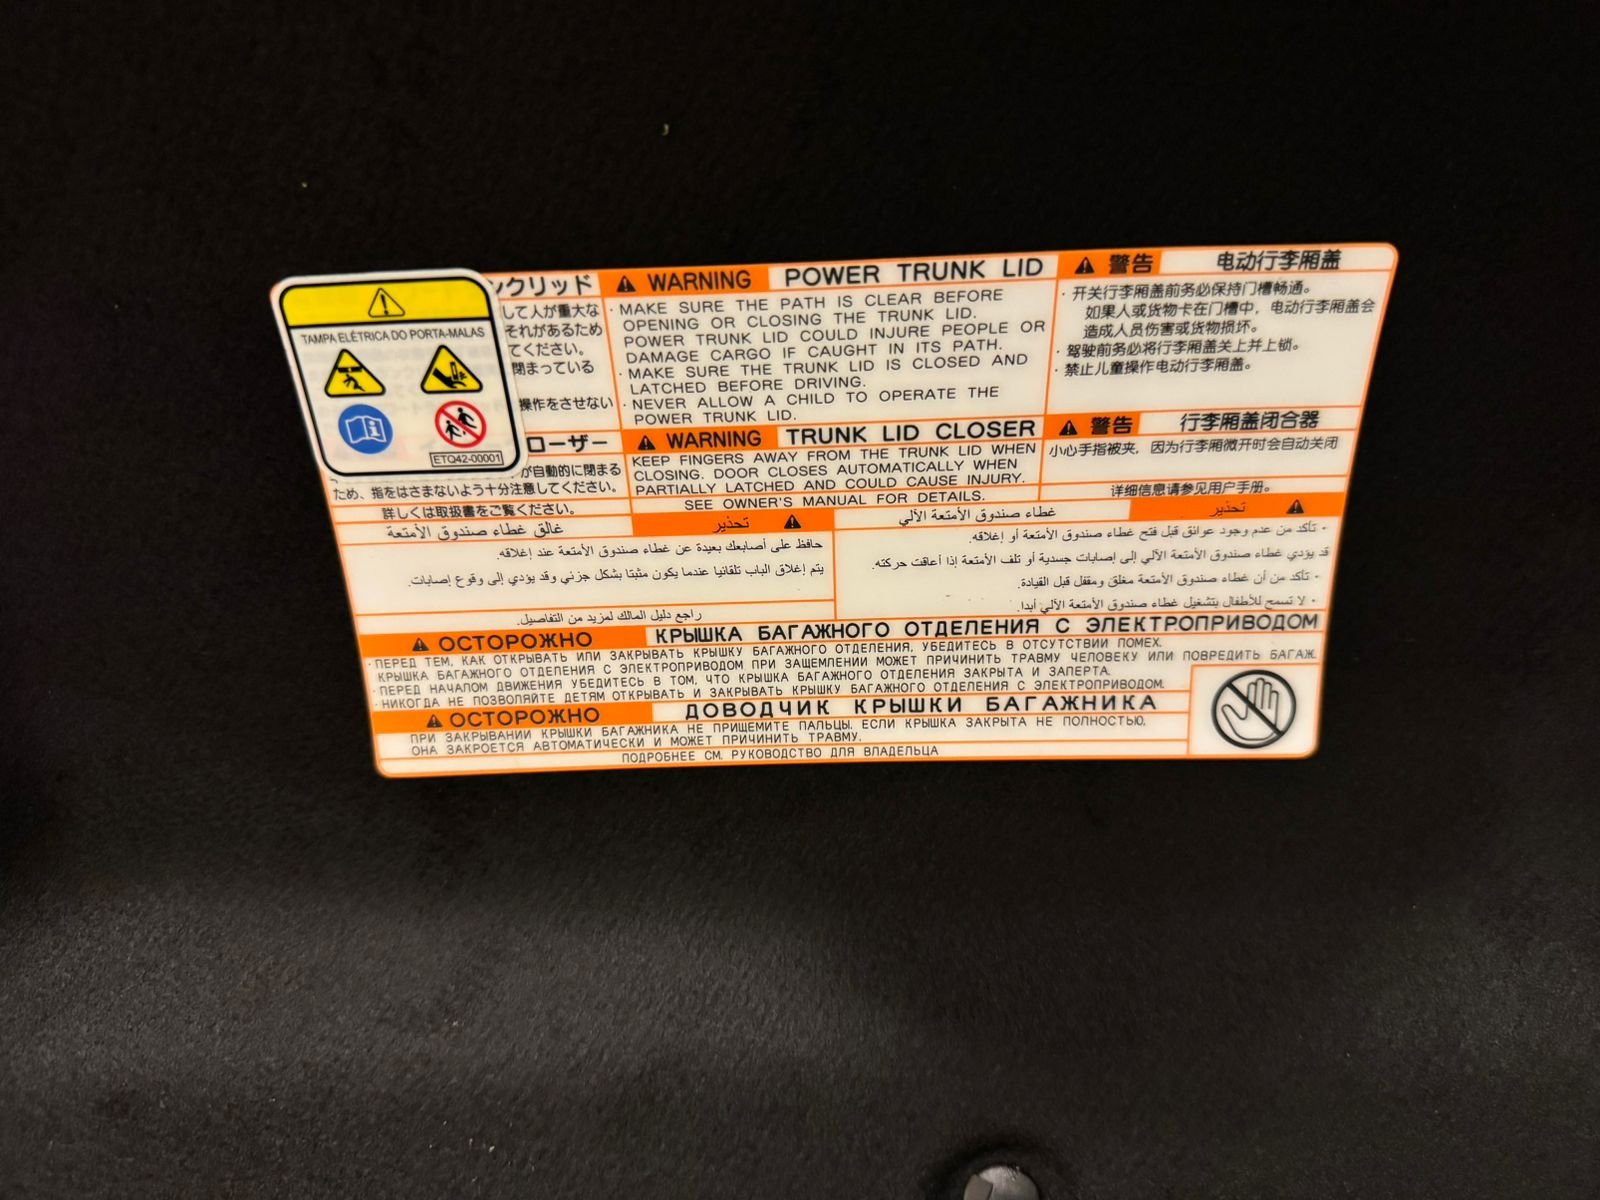 TAMPA ELÉTRICA DO PORTA-MALAS
ETQ42-00001
ンクリッド
して人が重大な
それがあるため
てください。
閉まっている
操作をさせない
ローザー
が自動的に閉まる
ため、指をはさまないよう十分注意してください。
詳しくは取扱書をご覧ください。
WARNING POWER TRUNK LID
· MAKE SURE THE PATH IS CLEAR BEFORE
OPENING OR CLOSING THE TRUNK LID.
POWER TRUNK LID COULD INJURE PEOPLE OR
DAMAGE CARGO IF CAUGHT IN ITS PATH.
· MAKE SURE THE TRUNK LID IS CLOSED AND
LATCHED BEFORE DRIVING.
· NEVER ALLOW A CHILD TO OPERATE THE
POWER TRUNK LID.
WARNING TRUNK LID CLOSER
KEEP FINGERS AWAY FROM THE TRUNK LID WHEN
CLOSING. DOOR CLOSES AUTOMATICALLY WHEN
PARTIALLY LATCHED AND COULD CAUSE INJURY.
SEE OWNER'S MANUAL FOR DETAILS.
警告 电动行李厢盖
· 开关行李厢盖前务必保持门槽畅通。
如果人或货物卡在门槽中，电动行李厢盖会
造成人员伤害或货物损坏。
· 驾驶前务必将行李厢盖关上并上锁。
· 禁止儿童操作电动行李厢盖。
警告 行李厢盖闭合器
小心手指被夹，因为行李厢微开时会自动关闭
详细信息请参见用户手册。
تحذير غطاء صندوق الأمتعة الآلي
· تأكد من عدم وجود عوائق قبل فتح غطاء صندوق الأمتعة أو إغلاقه.
قد يؤدي غطاء صندوق الأمتعة الآلي إلى إصابات جسدية أو تلف الأمتعة إذا أعاقت حركته.
· تأكد من أن غطاء صندوق الأمتعة مغلق ومقفل قبل القيادة.
· لا تسمح للأطفال بتشغيل غطاء صندوق الأمتعة الآلي أبدا.
تحذير غالق غطاء صندوق الأمتعة
حافظ على أصابعك بعيدة عن غطاء صندوق الأمتعة عند إغلاقه.
يتم إغلاق الباب تلقائيا عندما يكون مثبتا بشكل جزئي وقد يؤدي إلى وقوع إصابات.
راجع دليل المالك لمزيد من التفاصيل.
ОСТОРОЖНО КРЫШКА БАГАЖНОГО ОТДЕЛЕНИЯ С ЭЛЕКТРОПРИВОДОМ
· ПЕРЕД ТЕМ, КАК ОТКРЫВАТЬ ИЛИ ЗАКРЫВАТЬ КРЫШКУ БАГАЖНОГО ОТДЕЛЕНИЯ, УБЕДИТЕСЬ В ОТСУТСТВИИ ПОМЕХ.
КРЫШКА БАГАЖНОГО ОТДЕЛЕНИЯ С ЭЛЕКТРОПРИВОДОМ ПРИ ЗАЩЕМЛЕНИИ МОЖЕТ ПРИЧИНИТЬ ТРАВМУ ЧЕЛОВЕКУ ИЛИ ПОВРЕДИТЬ БАГАЖ.
· ПЕРЕД НАЧАЛОМ ДВИЖЕНИЯ УБЕДИТЕСЬ В ТОМ, ЧТО КРЫШКА БАГАЖНОГО ОТДЕЛЕНИЯ ЗАКРЫТА И ЗАПЕРТА.
· НИКОГДА НЕ ПОЗВОЛЯЙТЕ ДЕТЯМ ОТКРЫВАТЬ И ЗАКРЫВАТЬ КРЫШКУ БАГАЖНОГО ОТДЕЛЕНИЯ С ЭЛЕКТРОПРИВОДОМ.
ОСТОРОЖНО ДОВОДЧИК КРЫШКИ БАГАЖНИКА
ПРИ ЗАКРЫВАНИИ КРЫШКИ БАГАЖНИКА НЕ ПРИЩЕМИТЕ ПАЛЬЦЫ. ЕСЛИ КРЫШКА ЗАКРЫТА НЕ ПОЛНОСТЬЮ,
ОНА ЗАКРОЕТСЯ АВТОМАТИЧЕСКИ И МОЖЕТ ПРИЧИНИТЬ ТРАВМУ.
ПОДРОБНЕЕ СМ. РУКОВОДСТВО ДЛЯ ВЛАДЕЛЬЦА